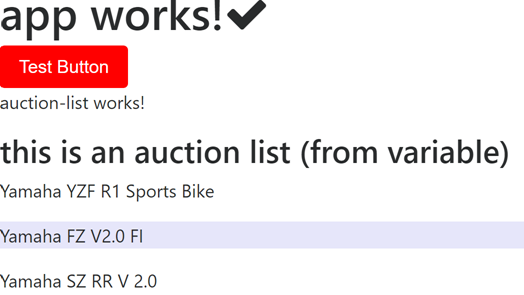 app works!✔
Test Button
auction-list works!
this is an auction list (from variable)
Yamaha YZF R1 Sports Bike
Yamaha FZ V2.0 FI
Yamaha SZ RR V 2.0